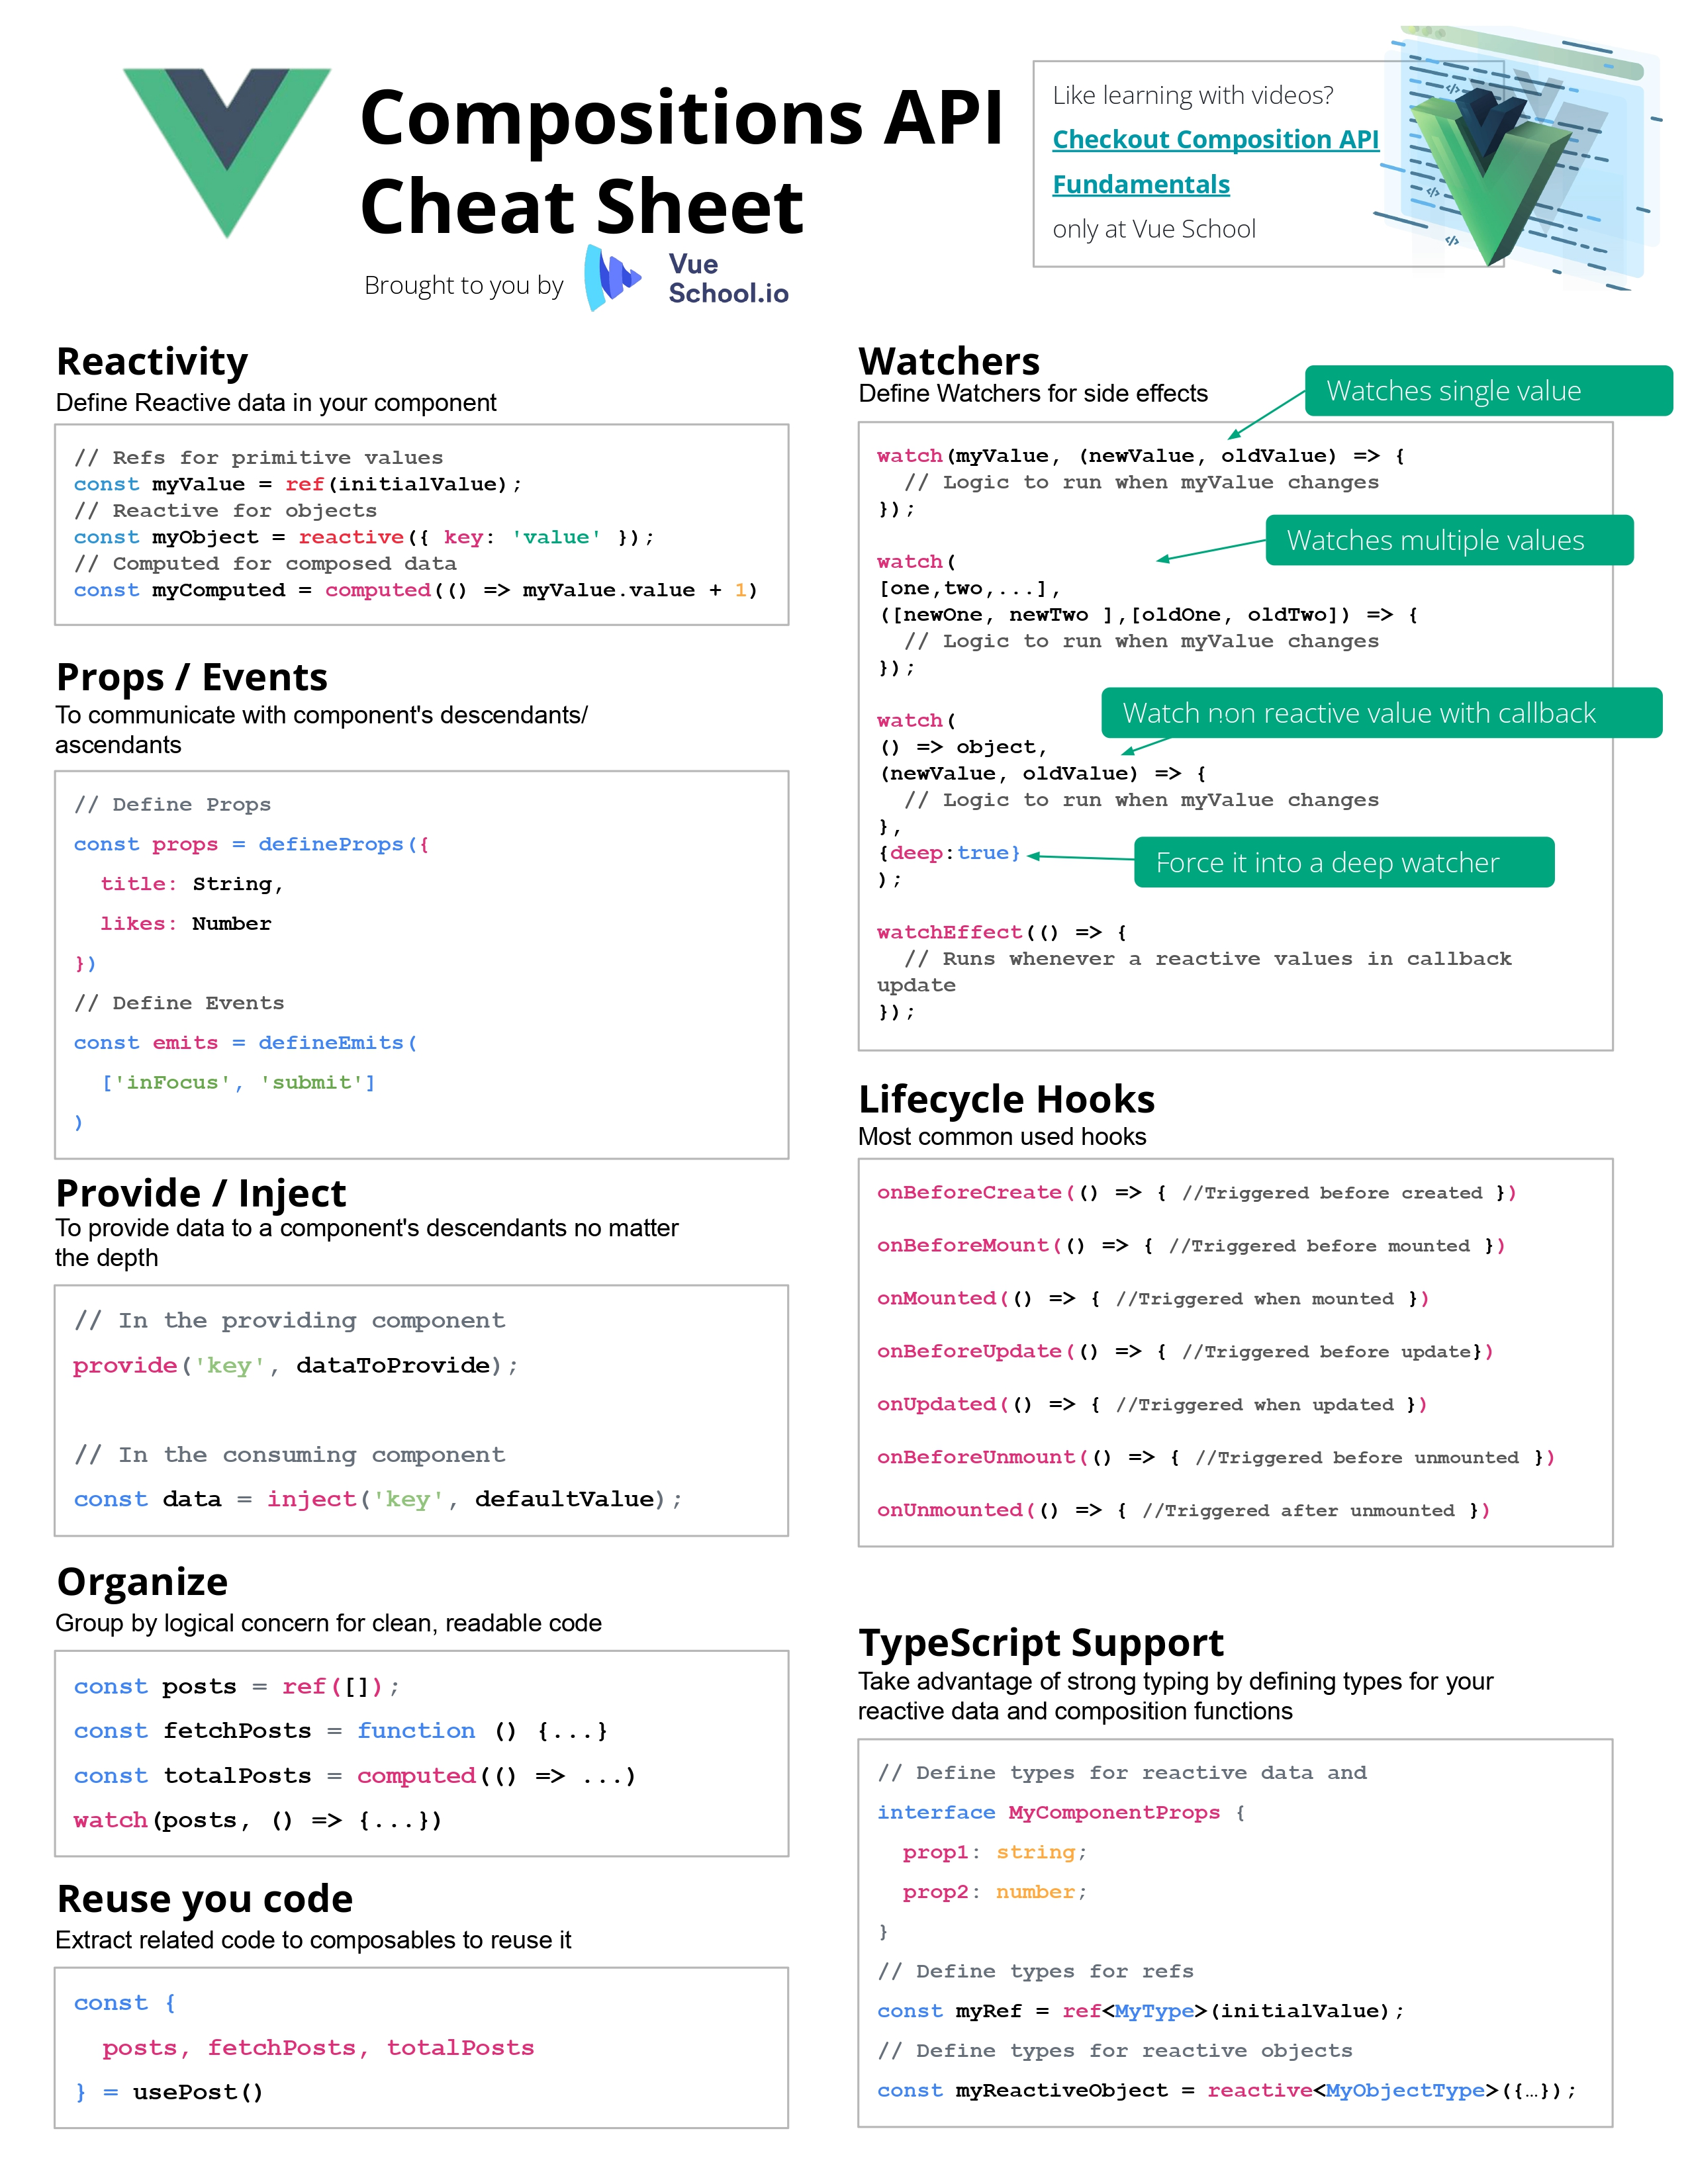 Compositions API
Cheat Sheet
Brought to you by
Vue
School.io
Like learning with videos?
Checkout Composition API
Fundamentals
only at Vue School
Reactivity
Define Reactive data in your component
// Refs for primitive values
const myValue = ref(initialValue);
// Reactive for objects
const myObject = reactive({ key: 'value' });
// Computed for composed data
const myComputed = computed(() => myValue.value + 1)
Props / Events
To communicate with component's descendants/
ascendants
// Define Props
const props = defineProps({
  title: String,
  likes: Number
})
// Define Events
const emits = defineEmits(
  ['inFocus', 'submit']
)
Provide / Inject
To provide data to a component's descendants no matter
the depth
// In the providing component
provide('key', dataToProvide);
// In the consuming component
const data = inject('key', defaultValue);
Organize
Group by logical concern for clean, readable code
const posts = ref([]);
const fetchPosts = function () {...}
const totalPosts = computed(() => ...)
watch(posts, () => {...})
Reuse you code
Extract related code to composables to reuse it
const {
  posts, fetchPosts, totalPosts
} = usePost()
Watchers
Define Watchers for side effects
Watches single value
watch(myValue, (newValue, oldValue) => {
  // Logic to run when myValue changes
});
Watches multiple values
watch(
[one,two,...],
([newOne, newTwo ],[oldOne, oldTwo]) => {
  // Logic to run when myValue changes
});
Watch non reactive value with callback
watch(
() => object,
(newValue, oldValue) => {
  // Logic to run when myValue changes
},
{deep:true}
Force it into a deep watcher
);
watchEffect(() => {
  // Runs whenever a reactive values in callback
update
});
Lifecycle Hooks
Most common used hooks
onBeforeCreate(() => { //Triggered before created })
onBeforeMount(() => { //Triggered before mounted })
onMounted(() => { //Triggered when mounted })
onBeforeUpdate(() => { //Triggered before update})
onUpdated(() => { //Triggered when updated })
onBeforeUnmount(() => { //Triggered before unmounted })
onUnmounted(() => { //Triggered after unmounted })
TypeScript Support
Take advantage of strong typing by defining types for your
reactive data and composition functions
// Define types for reactive data and
interface MyComponentProps {
  prop1: string;
  prop2: number;
}
// Define types for refs
const myRef = ref<MyType>(initialValue);
// Define types for reactive objects
const myReactiveObject = reactive<MyObjectType>({…});